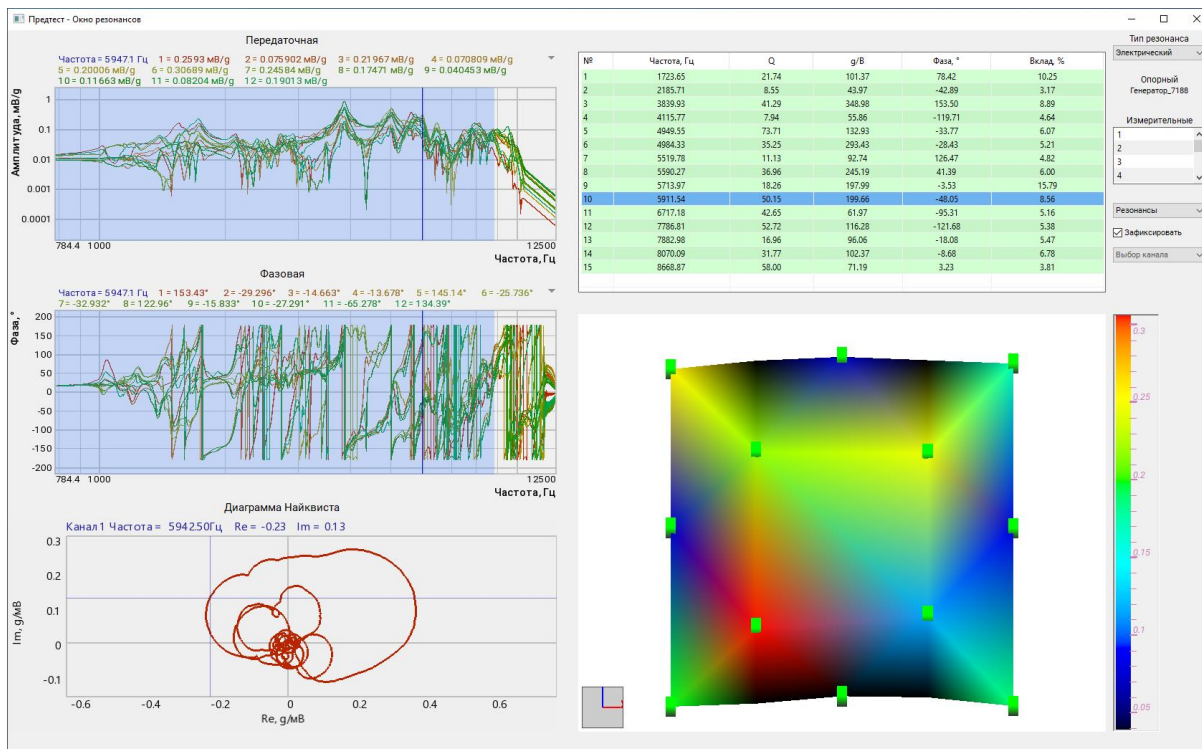 Предтест - Окно резонансов
Передаточная
Частота = 5947.1 Гц 1 = 0.2593 мВ/g 2 = 0.075902 мВ/g 3 = 0.21967 мВ/g 4 = 0.070809 мВ/g
5 = 0.20006 мВ/g 6 = 0.30689 мВ/g 7 = 0.24584 мВ/g 8 = 0.17471 мВ/g 9 = 0.040453 мВ/g
10 = 0.11663 мВ/g 11 = 0.08204 мВ/g 12 = 0.19013 мВ/g
Амплитуда, мВ/g
1
0.1
0.01
0.001
0.0001
784.4 1000 12500
Частота, Гц
Фазовая
Частота = 5947.1 Гц 1 = 153.43° 2 = -29.296° 3 = -14.663° 4 = -13.678° 5 = 145.14° 6 = -25.736°
7 = -32.932° 8 = 122.96° 9 = -15.833° 10 = -27.291° 11 = -65.278° 12 = 134.39°
Фаза, °
200
150
100
50
0
-50
-100
-150
-200
784.4 1000 12500
Частота, Гц
Диаграмма Найквиста
Канал 1 Частота = 5942.50Гц Re = -0.23 Im = 0.13
Im, g/мВ
0.3
0.2
0.1
0
-0.1
-0.6 -0.4 -0.2 0 0.2 0.4 0.6
Re, g/мВ
№ Частота, Гц Q g/В Фаза, ° Вклад, %
1 1723.65 21.74 101.37 78.42 10.25
2 2185.71 8.55 43.97 -42.89 3.17
3 3839.93 41.29 348.98 153.50 8.89
4 4115.77 7.94 55.86 -119.71 4.64
5 4949.55 73.71 132.93 -33.77 6.07
6 4984.33 35.25 293.43 -28.43 5.21
7 5519.78 11.13 92.74 126.47 4.82
8 5590.27 36.96 245.19 41.39 6.00
9 5713.97 18.26 197.99 -3.53 15.79
10 5911.54 50.15 199.66 -48.05 8.56
11 6717.18 42.65 61.97 -95.31 5.16
12 7786.81 52.72 116.28 -121.68 5.38
13 7882.98 16.96 96.06 -18.08 5.47
14 8070.09 31.77 102.37 -8.68 6.78
15 8668.87 58.00 71.19 3.23 3.81
Тип резонанса
Электрический
Опорный
Генератор_7188
Измерительные
1
2
3
4
Резонансы
Зафиксировать
Выбор канала
0.3
0.25
0.2
0.15
0.1
0.05